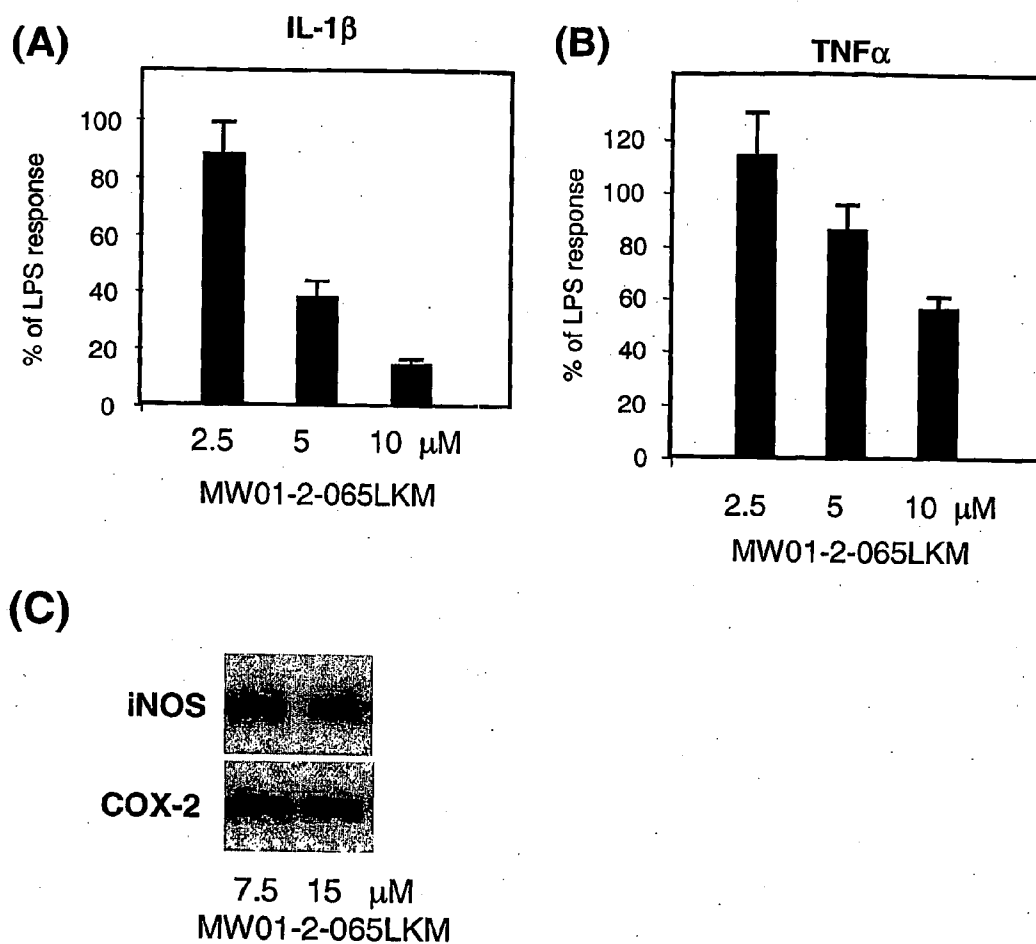 (A)
IL-1β
% of LPS response
100
80
60
40
20
0
2.5 5 10 μM
MW01-2-065LKM
(B)
TNFα
% of LPS response
120
100
80
60
40
20
0
2.5 5 10 μM
MW01-2-065LKM
(C)
iNOS
COX-2
7.5 15 μM
MW01-2-065LKM